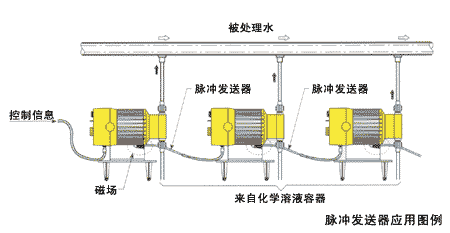 被处理水
脉冲发送器
脉冲发送器
控制信息
磁场
来自化学溶液容器
脉冲发送器应用图例